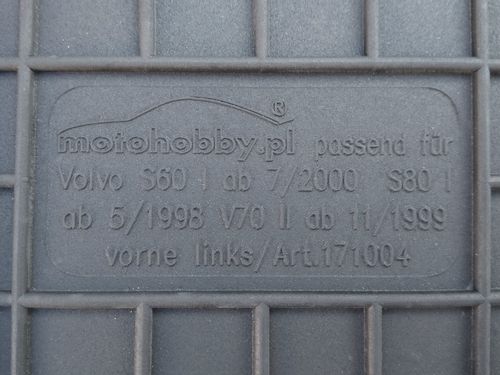 motohobby.pl ® passend für
Volvo S60 I ab 7/2000 S80 I
ab 5/1998 V70 II ab 11/1999
vorne links/Art.171004